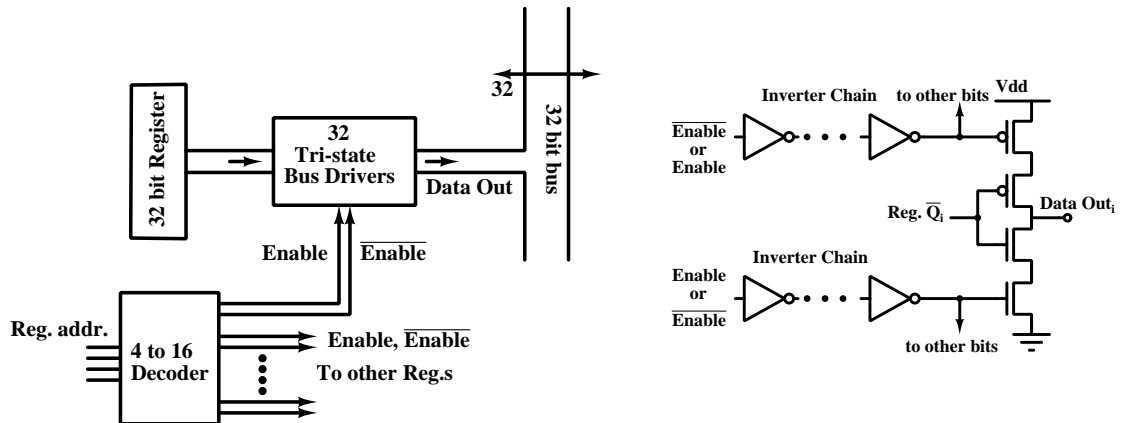 32
32 bit Register
32
Tri-state
Bus Drivers
Data Out
32 bit bus
Enable
Enable
Reg. addr.
4 to 16
Decoder
Enable, Enable
To other Reg.s
Vdd
Inverter Chain
to other bits
Enable
or
Enable
Reg. Q̅i
Data Outi
Inverter Chain
Enable
or
Enable
to other bits